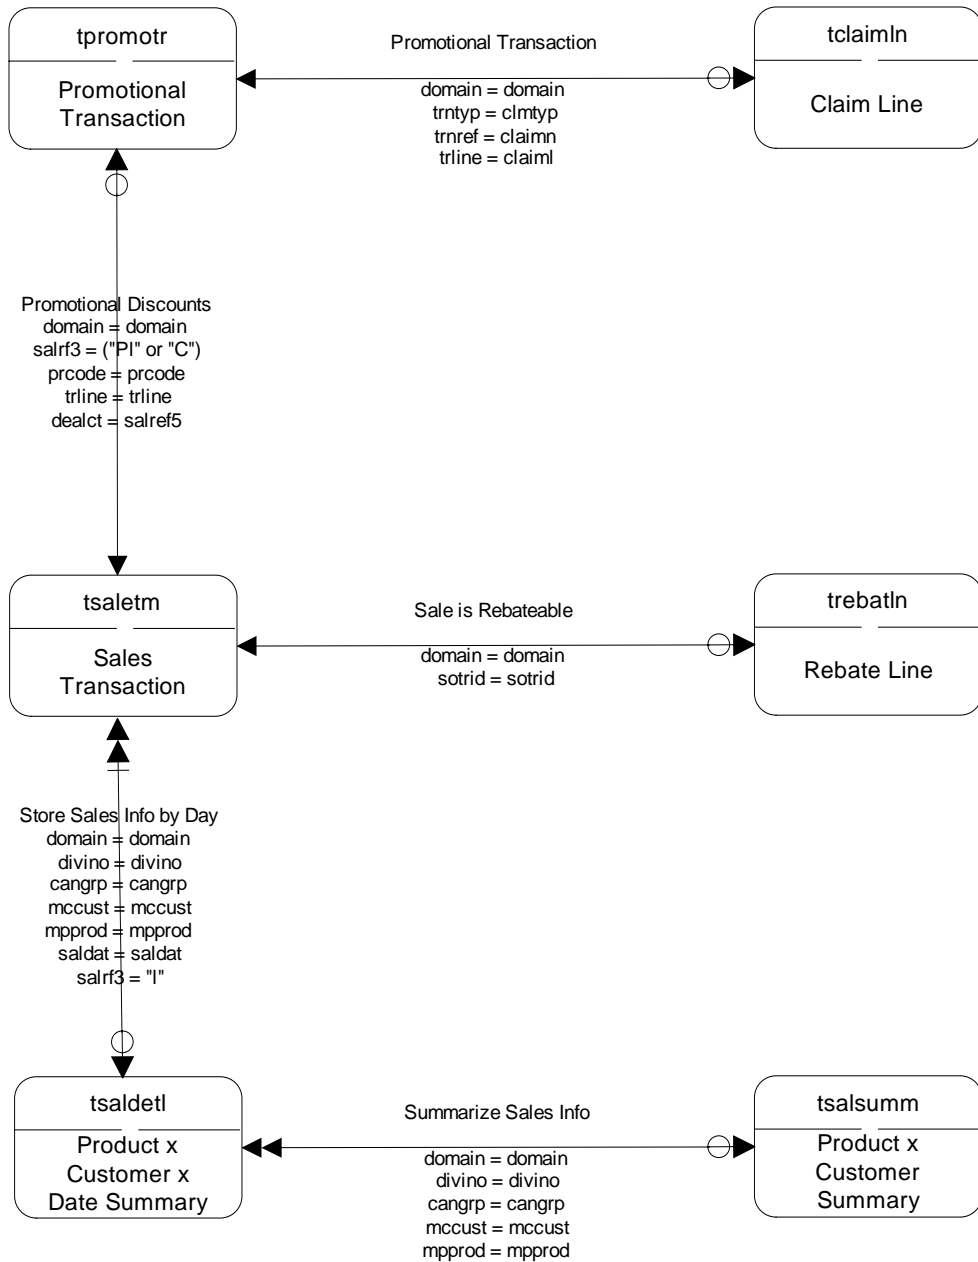 tpromotr
Promotional
Transaction
Promotional Transaction
domain = domain
trntyp = clmtyp
trnref = claimn
trline = claiml
tclaimln
Claim Line
Promotional Discounts
domain = domain
salrf3 = ("PI" or "C")
prcode = prcode
trline = trline
dealct = salref5
tsaletrn
Sales
Transaction
Sale is Rebateable
domain = domain
sotrid = sotrid
trebatln
Rebate Line
Store Sales Info by Day
domain = domain
divino = divino
cangrp = cangrp
mccust = mccust
mpprod = mpprod
saldat = saldat
salrf3 = "I"
tsaldetl
Product x
Customer x
Date Summary
Summarize Sales Info
domain = domain
divino = divino
cangrp = cangrp
mccust = mccust
mpprod = mpprod
tsalsumm
Product x
Customer
Summary